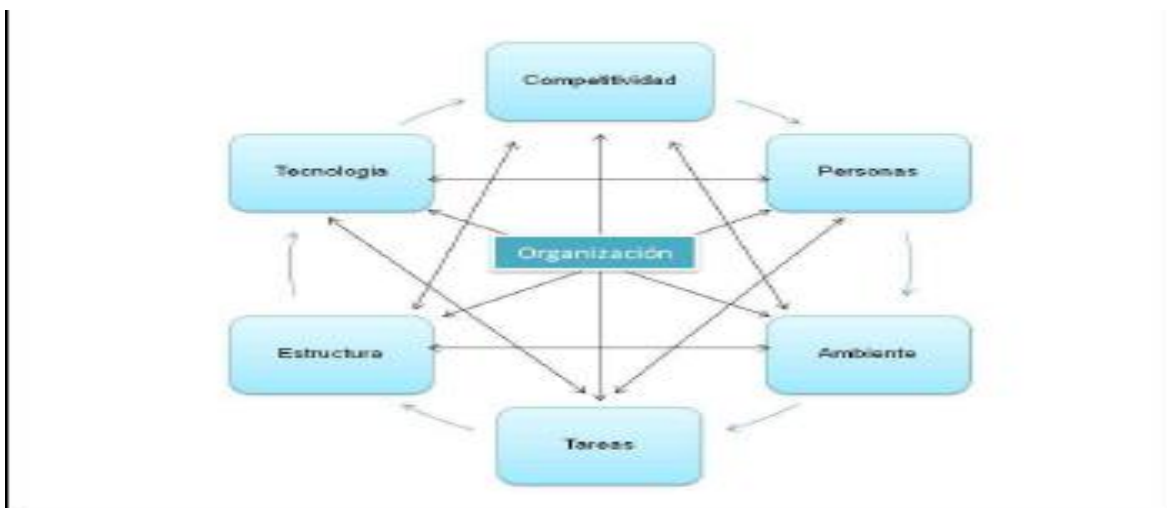 Competitividad
Tecnología
Personas
Organización
Estructura
Ambiente
Tareas